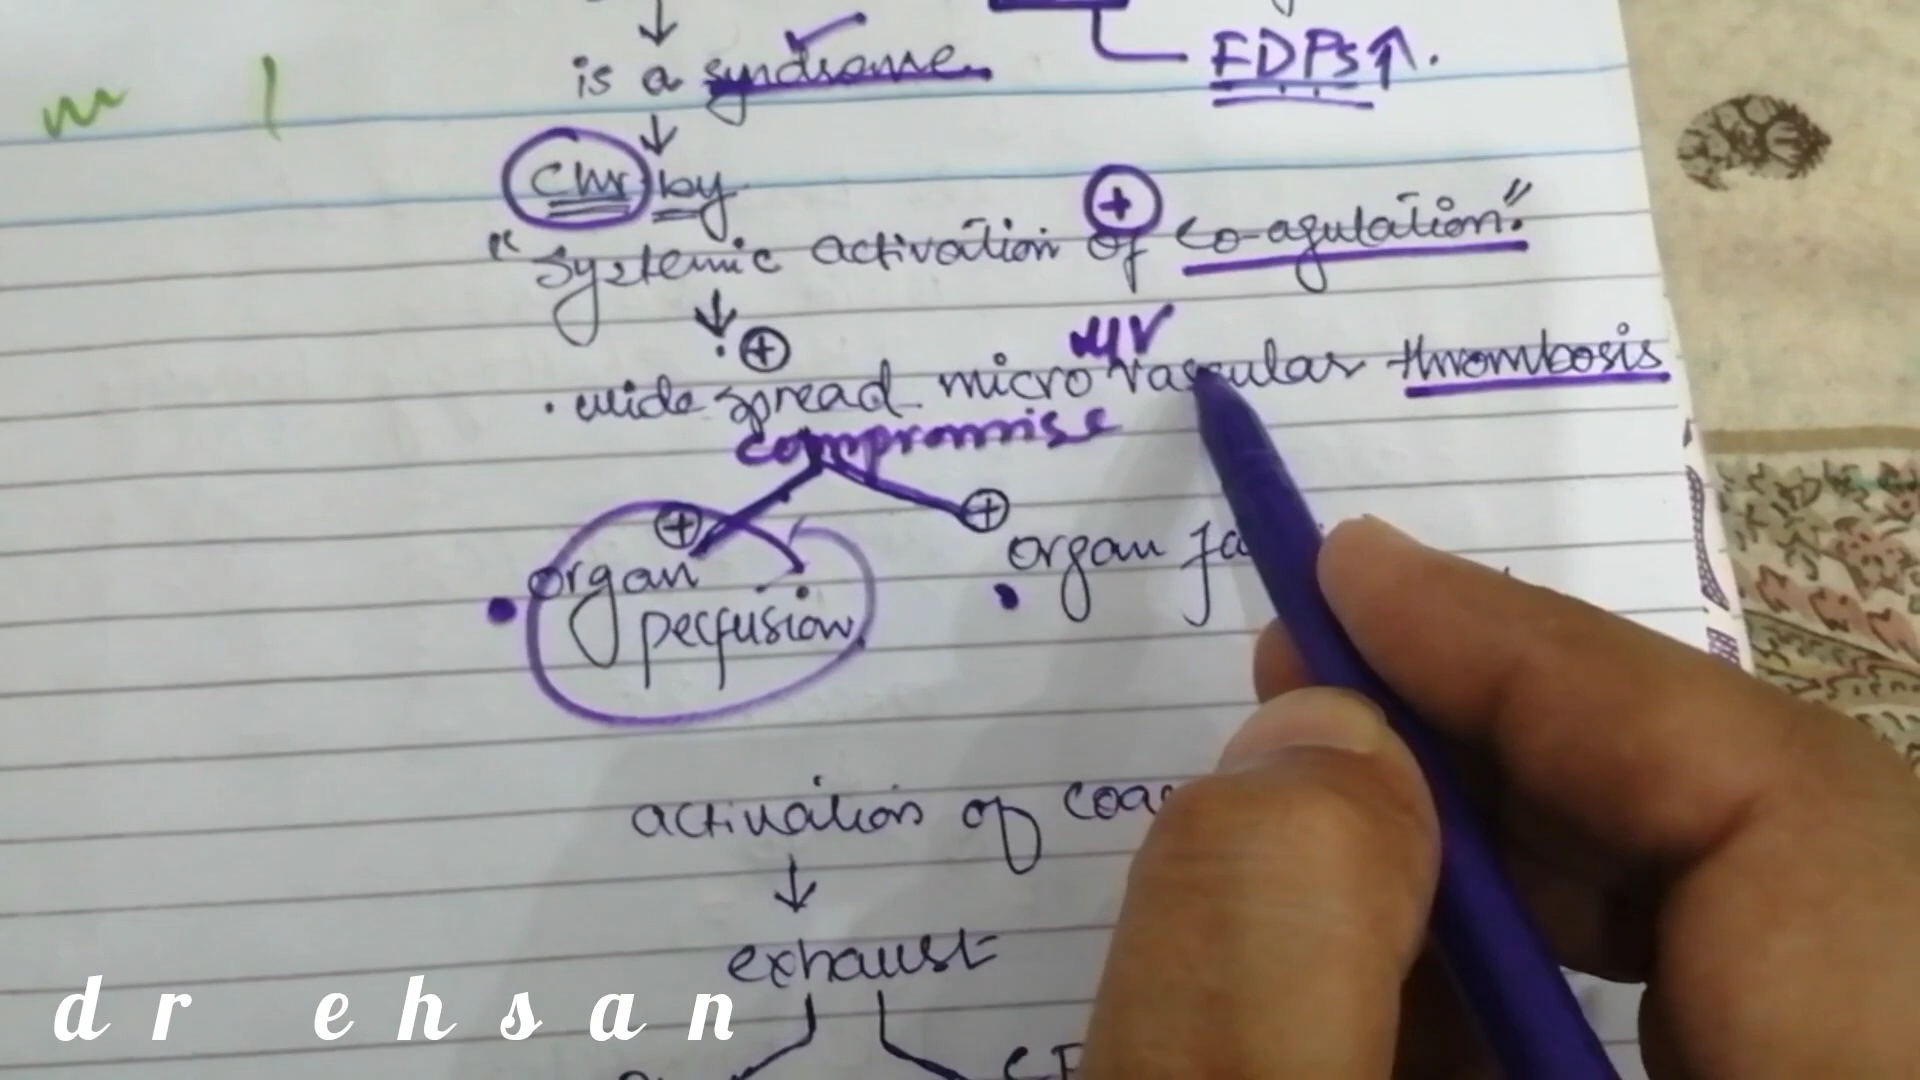 is a syndrome.
FDPs↑.
m |
↓
chr by
"systemic activation of co-agulation."
↓ +
MV
. wide spread micro vascular thrombosis
compromise
+ organ perfusion.
+ organ
activation of
↓
exhaust
dr ehsan